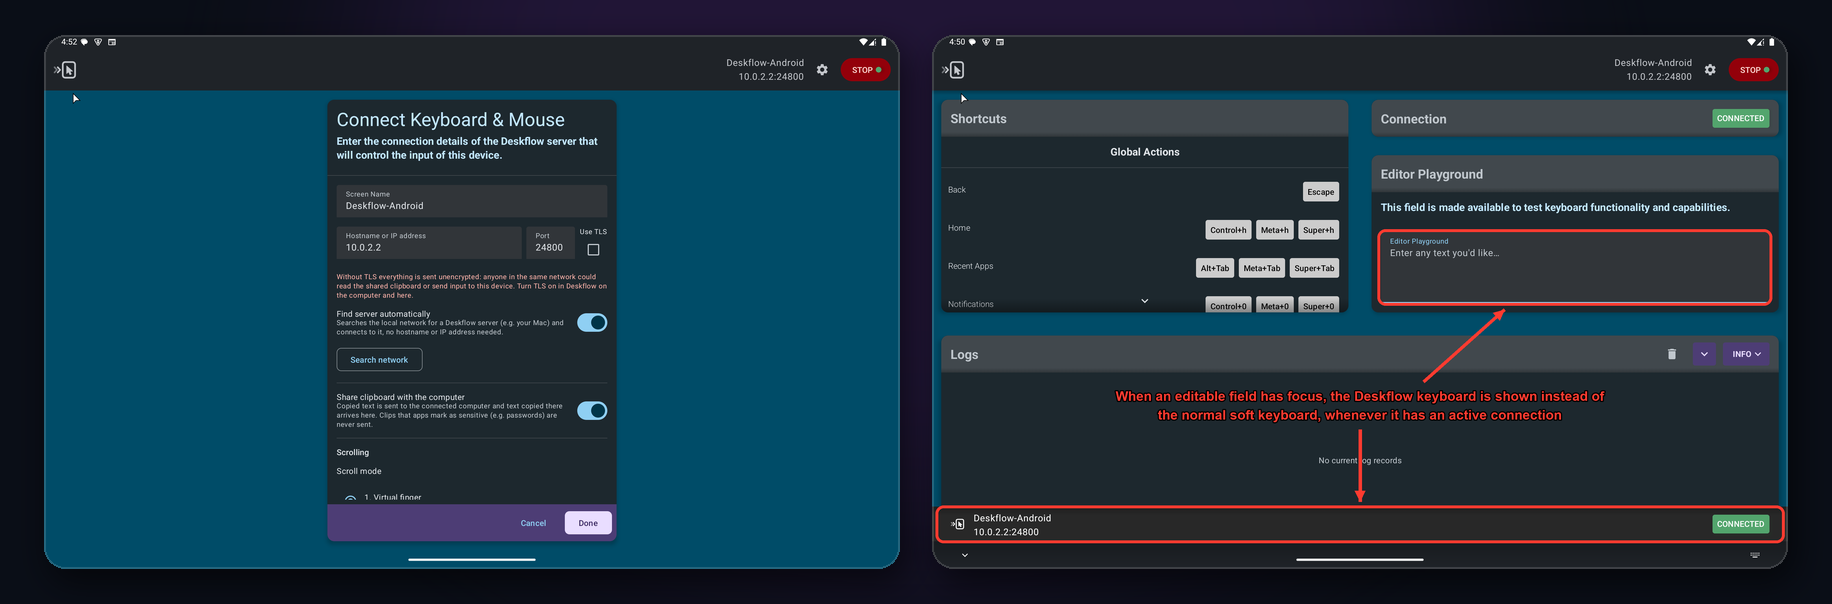 4:52
Deskflow-Android
10.0.2.2:24800
STOP
Connect Keyboard & Mouse
Enter the connection details of the Deskflow server that
will control the input of this device.
Screen Name
Deskflow-Android
Hostname or IP address
10.0.2.2
Port
24800
Use TLS
Without TLS everything is sent unencrypted: anyone in the same network could
read the shared clipboard or send input to this device. Turn TLS on in Deskflow on
the computer and here.
Find server automatically
Searches the local network for a Deskflow server (e.g. your Mac) and
connects to it, no hostname or IP address needed.
Search network
Share clipboard with the computer
Copied text is sent to the connected computer and text copied there
arrives here. Clips that apps mark as sensitive (e.g. passwords) are
never sent.
Scrolling
Scroll mode
1. Virtual finger
Cancel
Done
4:50
Deskflow-Android
10.0.2.2:24800
STOP
Shortcuts
Global Actions
Back
Escape
Home
Control+h
Meta+h
Super+h
Recent Apps
Alt+Tab
Meta+Tab
Super+Tab
Notifications
Control+0
Meta+0
Super+0
Connection
CONNECTED
Editor Playground
This field is made available to test keyboard functionality and capabilities.
Editor Playground
Enter any text you'd like...
Logs
INFO
When an editable field has focus, the Deskflow keyboard is shown instead of
the normal soft keyboard, whenever it has an active connection
No current log records
Deskflow-Android
10.0.2.2:24800
CONNECTED